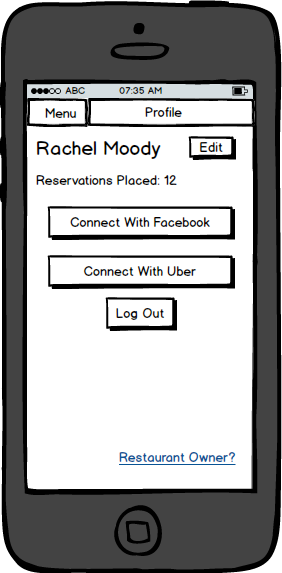 ABC 07:35 AM
Menu Profile
Rachel Moody Edit
Reservations Placed: 12
Connect With Facebook
Connect With Uber
Log Out
Restaurant Owner?